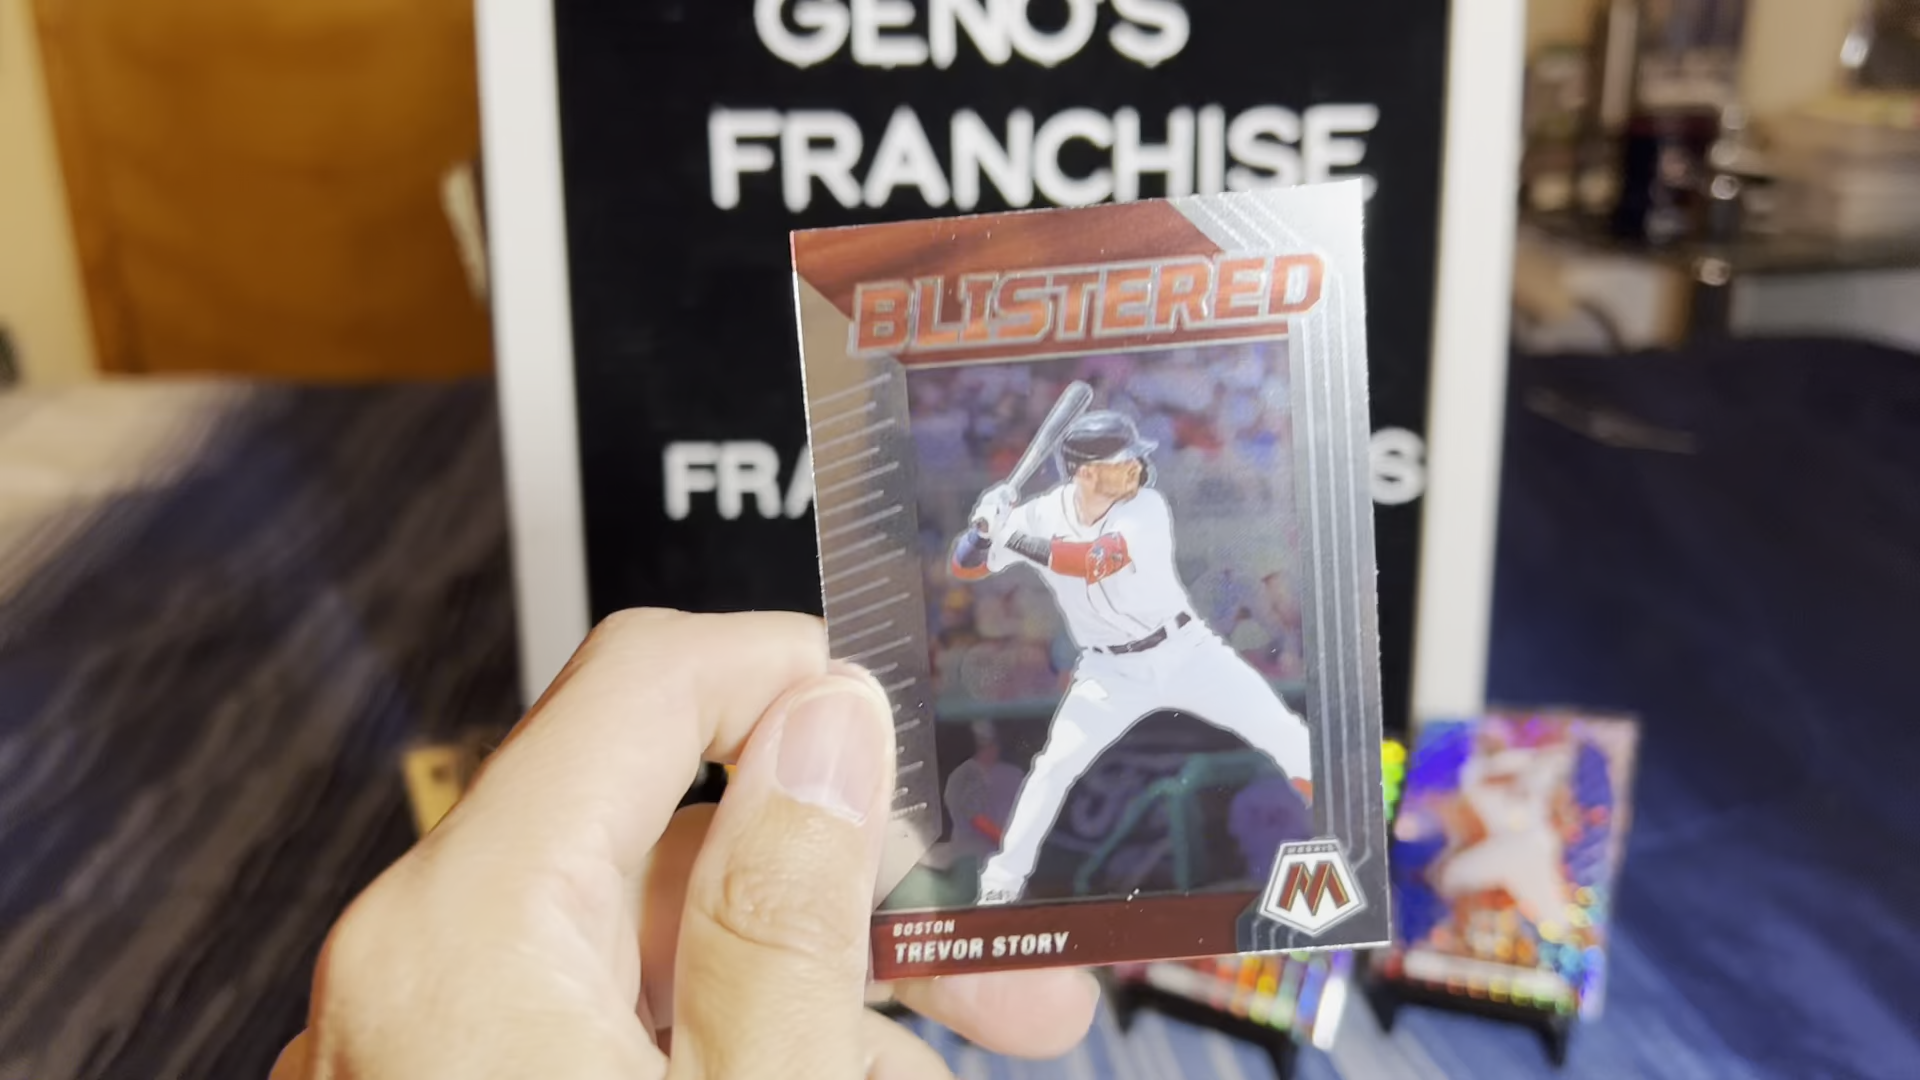 GENO'S
FRANCHISE
FRA
S
BLISTERED
MOSAIC
M
BOSTON
TREVOR STORY